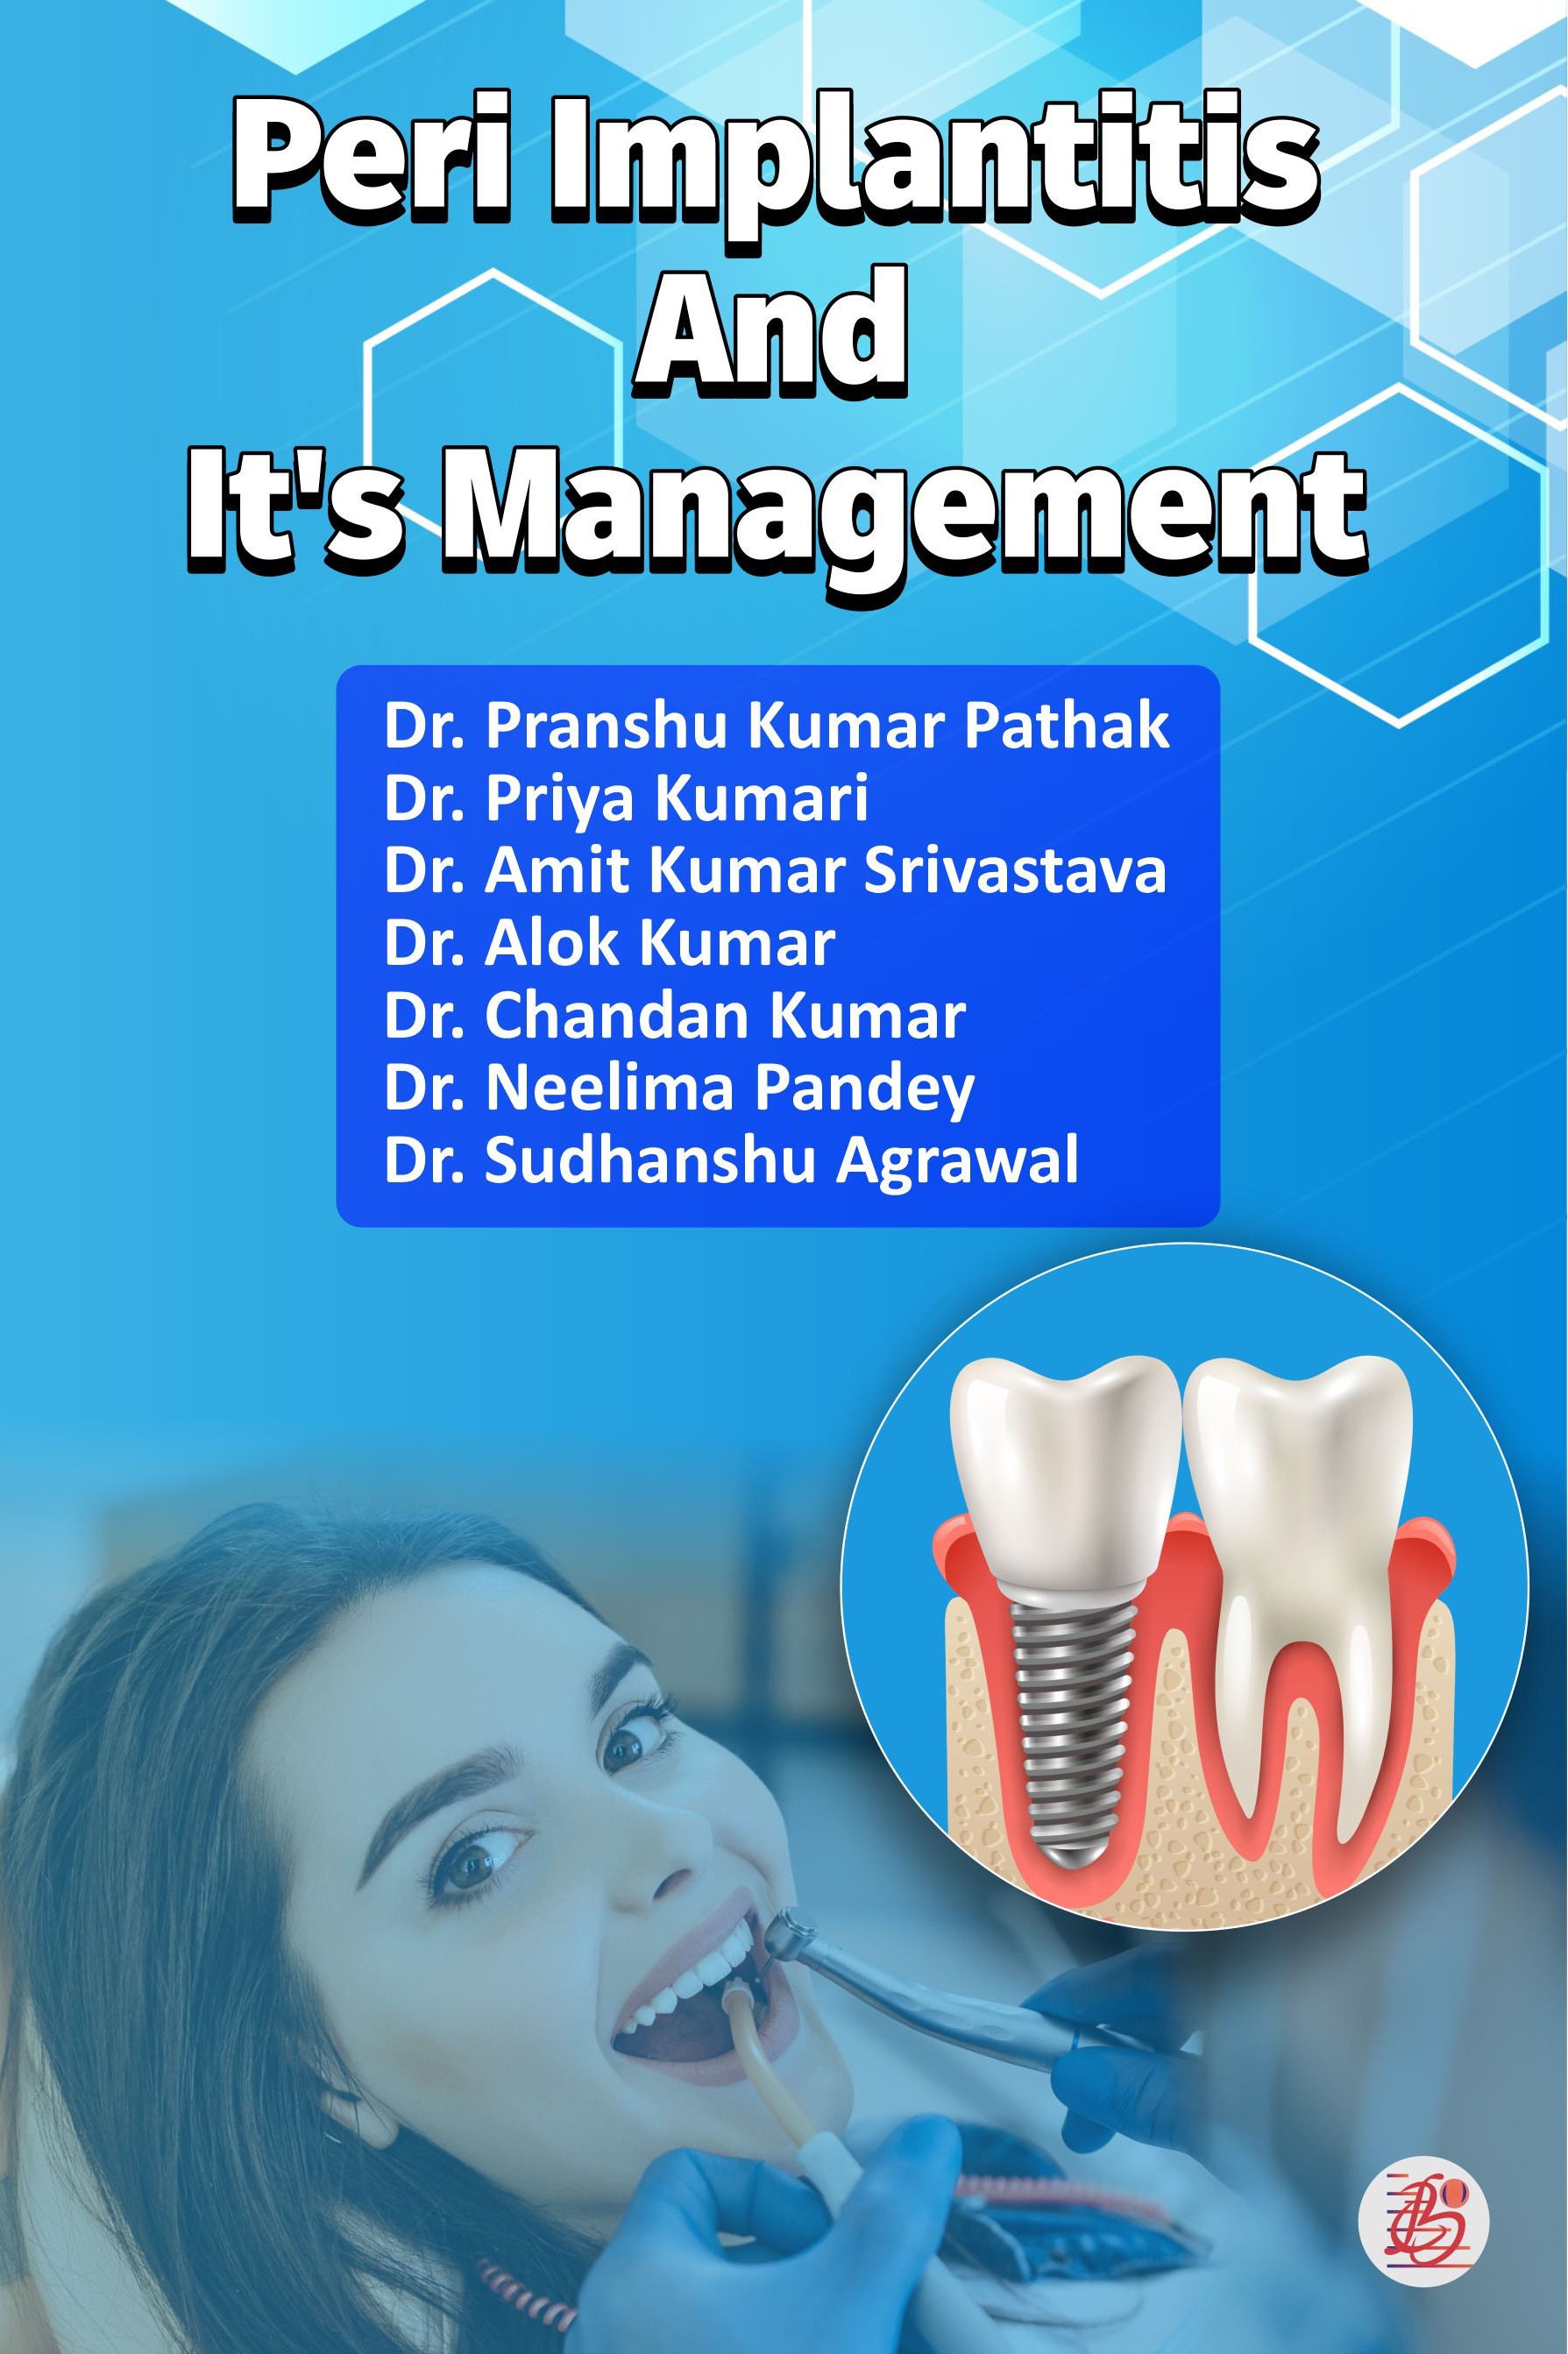 Peri Implantitis
And
It's Management
Dr. Pranshu Kumar Pathak
Dr. Priya Kumari
Dr. Amit Kumar Srivastava
Dr. Alok Kumar
Dr. Chandan Kumar
Dr. Neelima Pandey
Dr. Sudhanshu Agrawal